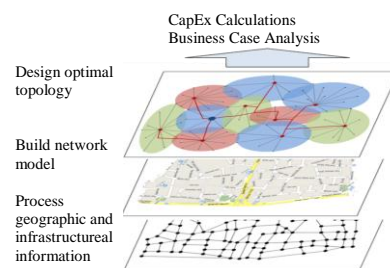 CapEx Calculations
Business Case Analysis
Design optimal
topology
Build network
model
Process
geographic and
infrastructureal
information